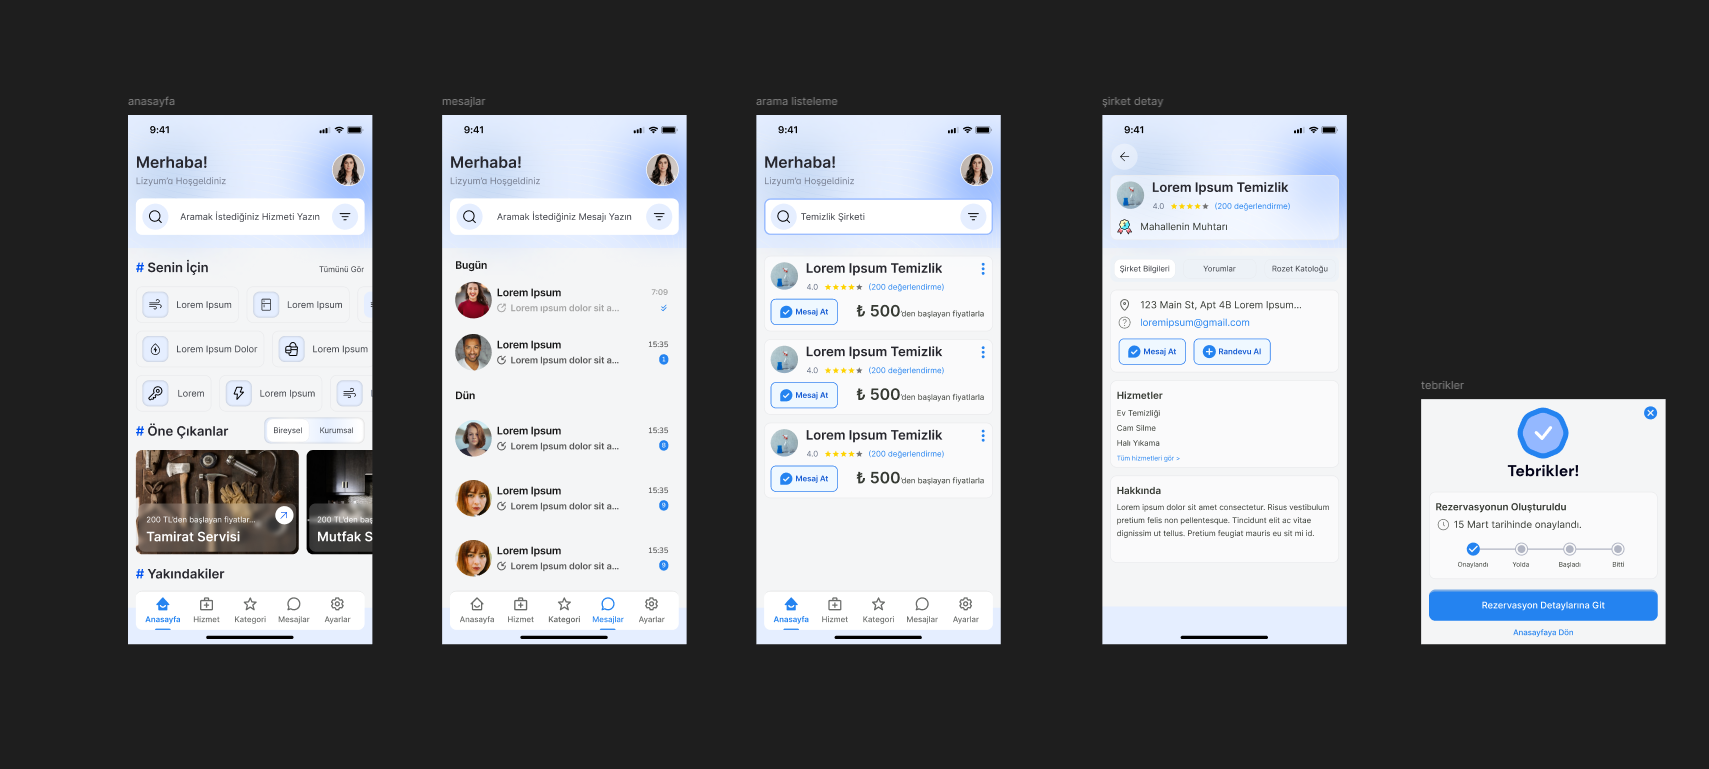 anasayfa
9:41
Merhaba!
Lizyum'a Hoşgeldiniz
Aramak İstediğiniz Hizmeti Yazın
# Senin İçin
Tümünü Gör
Lorem Ipsum
Lorem Ipsum
Lorem Ipsum Dolor
Lorem Ipsum
Lorem
Lorem Ipsum
# Öne Çıkanlar
Bireysel
Kurumsal
200 TL'den başlayan fiyatlar...
Tamirat Servisi
200 TL'den baş
Mutfak S
# Yakındakiler
Anasayfa
Hizmet
Kategori
Mesajlar
Ayarlar
mesajlar
9:41
Merhaba!
Lizyum'a Hoşgeldiniz
Aramak İstediğiniz Mesajı Yazın
Bugün
Lorem Ipsum
7:09
Lorem ipsum dolor sit a...
Lorem Ipsum
15:35
Lorem Ipsum dolor sit a...
1
Dün
Lorem Ipsum
15:35
Lorem Ipsum dolor sit a...
8
Lorem Ipsum
15:35
Lorem Ipsum dolor sit a...
9
Lorem Ipsum
15:35
Lorem Ipsum dolor sit a...
9
Anasayfa
Hizmet
Kategori
Mesajlar
Ayarlar
arama listeleme
9:41
Merhaba!
Lizyum'a Hoşgeldiniz
Temizlik Şirketi
Lorem Ipsum Temizlik
4.0
(200 değerlendirme)
Mesaj At
₺ 500'den başlayan fiyatlarla
Lorem Ipsum Temizlik
4.0
(200 değerlendirme)
Mesaj At
₺ 500'den başlayan fiyatlarla
Lorem Ipsum Temizlik
4.0
(200 değerlendirme)
Mesaj At
₺ 500'den başlayan fiyatlarla
Anasayfa
Hizmet
Kategori
Mesajlar
Ayarlar
şirket detay
9:41
Lorem Ipsum Temizlik
4.0
(200 değerlendirme)
Mahallenin Muhtarı
Şirket Bilgileri
Yorumlar
Rozet Kataloğu
123 Main St, Apt 4B Lorem Ipsum...
loremipsum@gmail.com
Mesaj At
Randevu Al
Hizmetler
Ev Temizliği
Cam Silme
Halı Yıkama
Tüm hizmetleri gör >
Hakkında
Lorem ipsum dolor sit amet consectetur. Risus vestibulum
pretium felis non pellentesque. Tincidunt elit ac vitae
dignissim ut tellus. Pretium feugiat mauris eu sit mi id.
tebrikler
Tebrikler!
Rezervasyonun Oluşturuldu
15 Mart tarihinde onaylandı.
Onaylandı
Yolda
Başladı
Bitti
Rezervasyon Detaylarına Git
Anasayfaya Dön